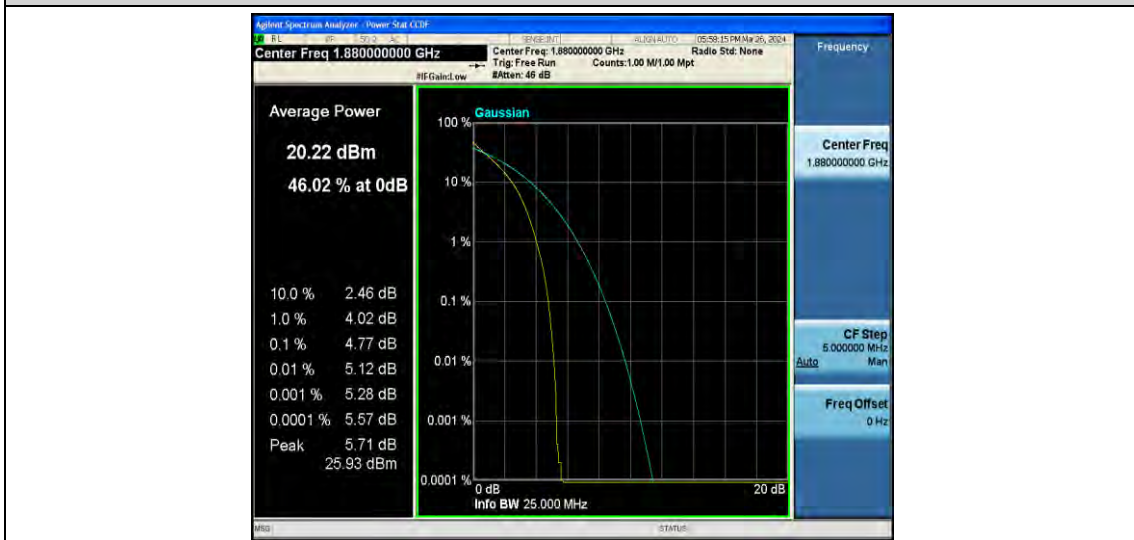 Agilent Spectrum Analyzer - Power Stat CCDF
RL RF 50 Ω AC SENSE:INT ALIGN AUTO 05:58:15 PM Mar 26, 2024
Center Freq 1.880000000 GHz
Center Freq: 1.880000000 GHz Radio Std: None
Trig: Free Run Counts:1.00 M/1.00 Mpt
#IFGain:Low #Atten: 46 dB
Frequency
Average Power
20.22 dBm
46.02 % at 0dB
10.0 % 2.46 dB
1.0 % 4.02 dB
0.1 % 4.77 dB
0.01 % 5.12 dB
0.001 % 5.28 dB
0.0001 % 5.57 dB
Peak 5.71 dB
25.93 dBm
Gaussian
100 %
10 %
1 %
0.1 %
0.01 %
0.001 %
0.0001 %
0 dB 20 dB
Info BW 25.000 MHz
Center Freq
1.880000000 GHz
CF Step
5.000000 MHz
Auto Man
Freq Offset
0 Hz
MSG STATUS